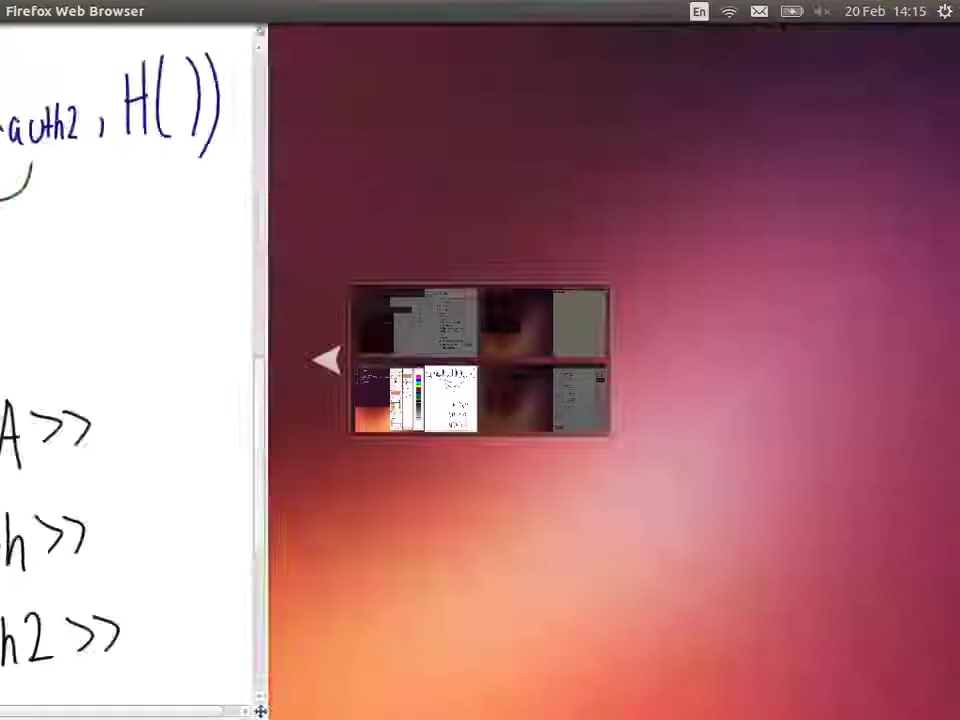 Firefox Web Browser
En
20 Feb 14:15
auth2, H( ))
A >>
h >>
h2 >>